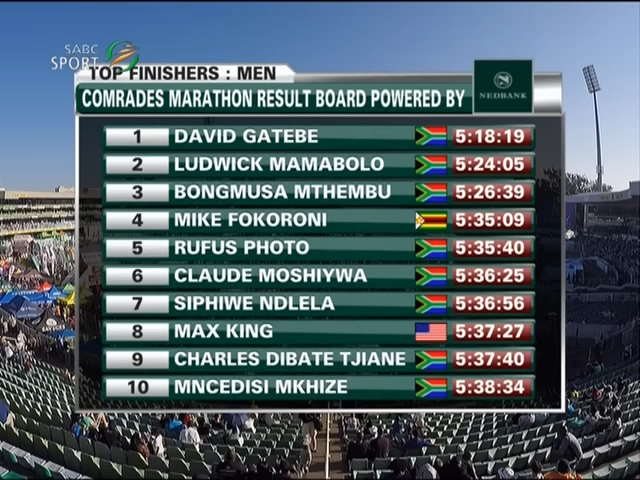 SABC
SPORT
TOP FINISHERS : MEN
COMRADES MARATHON RESULT BOARD POWERED BY
NEDBANK
1 DAVID GATEBE 5:18:19
2 LUDWICK MAMABOLO 5:24:05
3 BONGMUSA MTHEMBU 5:26:39
4 MIKE FOKORONI 5:35:09
5 RUFUS PHOTO 5:35:40
6 CLAUDE MOSHIYWA 5:36:25
7 SIPHIWE NDLELA 5:36:56
8 MAX KING 5:37:27
9 CHARLES DIBATE TJIANE 5:37:40
10 MNCEDISI MKHIZE 5:38:34